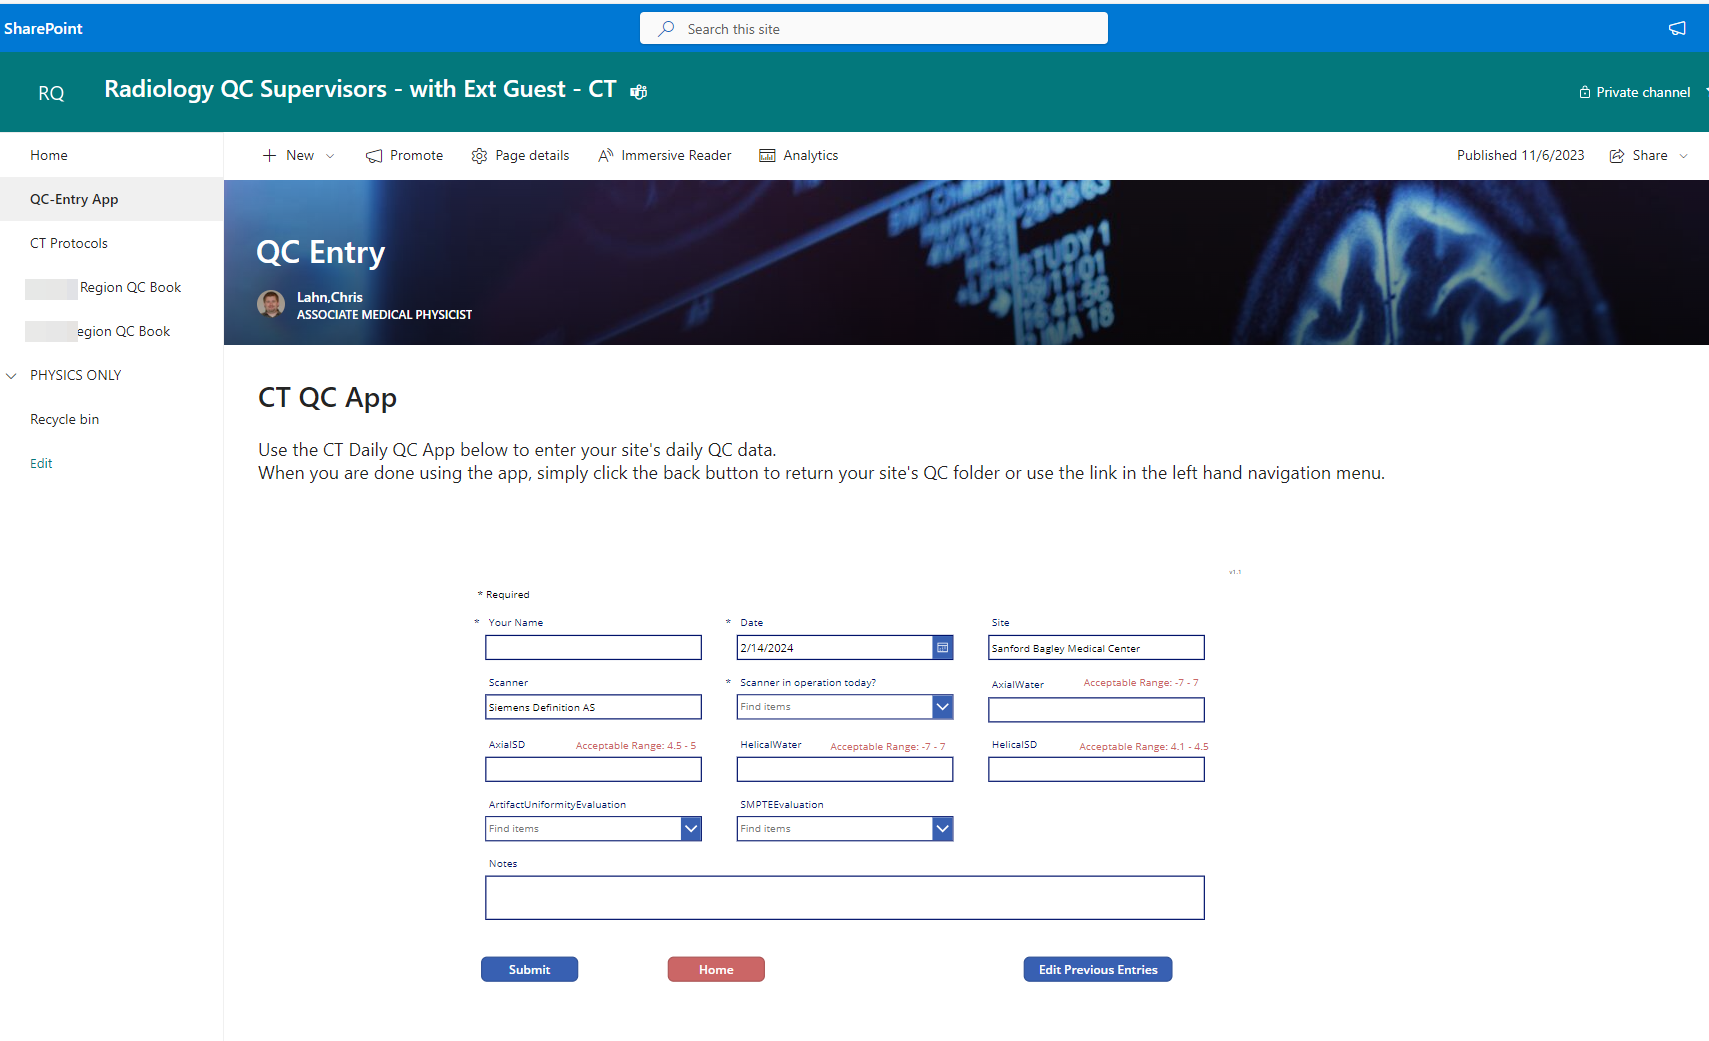 SharePoint
Search this site
RQ
Radiology QC Supervisors - with Ext Guest - CT
Private channel
Home
QC-Entry App
CT Protocols
Region QC Book
egion QC Book
PHYSICS ONLY
Recycle bin
Edit
New
Promote
Page details
Immersive Reader
Analytics
Published 11/6/2023
Share
STUDY 1
QC Entry
Lahn,Chris
ASSOCIATE MEDICAL PHYSICIST
CT QC App
Use the CT Daily QC App below to enter your site's daily QC data.
When you are done using the app, simply click the back button to return your site's QC folder or use the link in the left hand navigation menu.
v1.1
* Required
* Your Name
* Date
Site
2/14/2024
Sanford Bagley Medical Center
Scanner
* Scanner in operation today?
AxialWater Acceptable Range: -7 - 7
Siemens Definition AS
Find items
AxialSD Acceptable Range: 4.5 - 5
HelicalWater Acceptable Range: -7 - 7
HelicalSD Acceptable Range: 4.1 - 4.5
ArtifactUniformityEvaluation
SMPTEEvaluation
Find items
Find items
Notes
Submit
Home
Edit Previous Entries